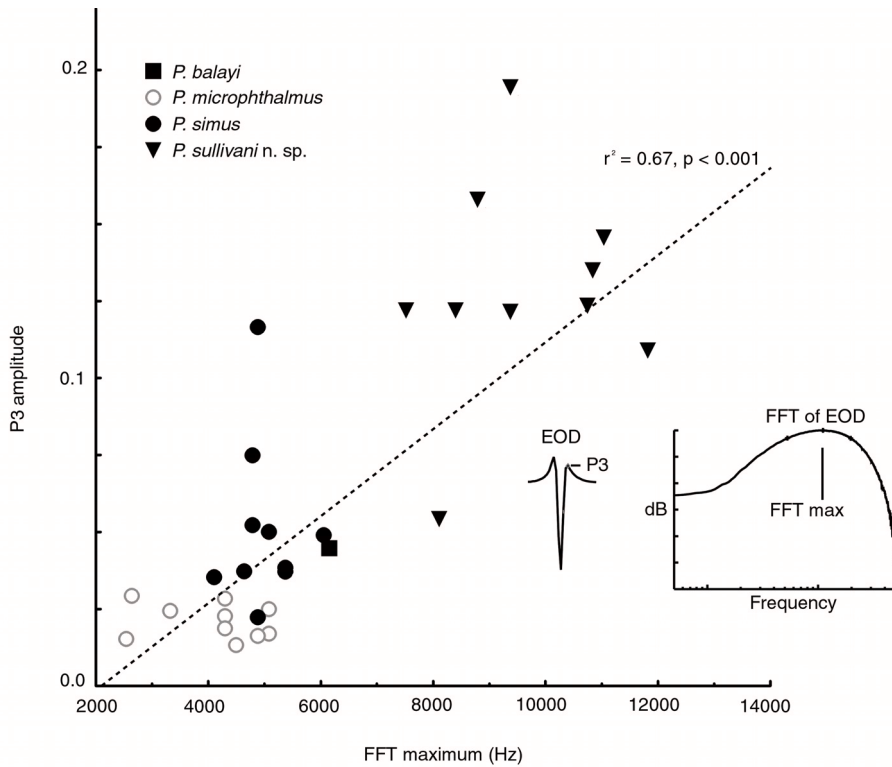 0.2
P. balayi
P. microphthalmus
P. simus
P. sullivani n. sp.
r² = 0.67, p < 0.001
P3 amplitude
0.1
FFT of EOD
EOD
P3
dB
FFT max
Frequency
0.0
2000 4000 6000 8000 10000 12000 14000
FFT maximum (Hz)